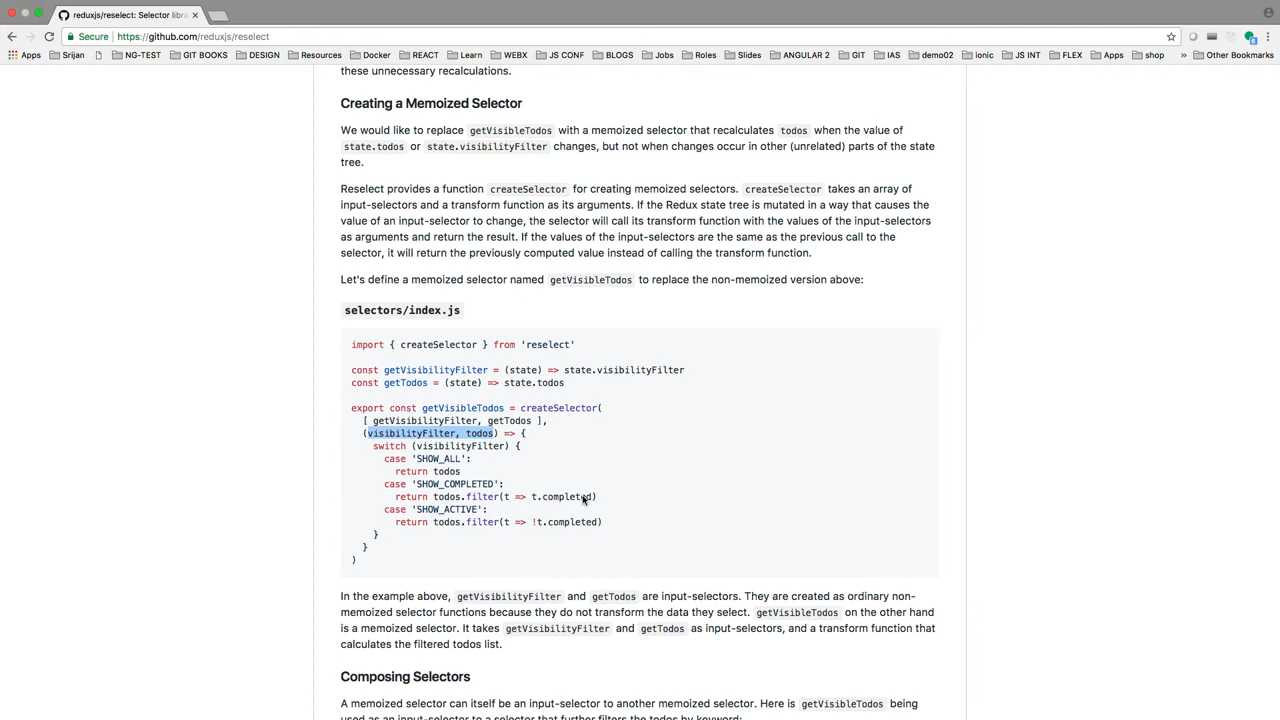 reduxjs/reselect: Selector libra
Secure | https://github.com/reduxjs/reselect
Apps Srijan NG-TEST GIT BOOKS DESIGN Resources Docker REACT Learn WEBX JS CONF BLOGS Jobs Roles Slides ANGULAR 2 GIT IAS demo02 ionic JS INT FLEX Apps shop » Other Bookmarks
these unnecessary recalculations.
Creating a Memoized Selector
We would like to replace getVisibleTodos with a memoized selector that recalculates todos when the value of
state.todos or state.visibilityFilter changes, but not when changes occur in other (unrelated) parts of the state
tree.
Reselect provides a function createSelector for creating memoized selectors. createSelector takes an array of
input-selectors and a transform function as its arguments. If the Redux state tree is mutated in a way that causes the
value of an input-selector to change, the selector will call its transform function with the values of the input-selectors
as arguments and return the result. If the values of the input-selectors are the same as the previous call to the
selector, it will return the previously computed value instead of calling the transform function.
Let's define a memoized selector named getVisibleTodos to replace the non-memoized version above:
selectors/index.js
import { createSelector } from 'reselect'
const getVisibilityFilter = (state) => state.visibilityFilter
const getTodos = (state) => state.todos
export const getVisibleTodos = createSelector(
[ getVisibilityFilter, getTodos ],
(visibilityFilter, todos) => {
switch (visibilityFilter) {
case 'SHOW_ALL':
return todos
case 'SHOW_COMPLETED':
return todos.filter(t => t.completed)
case 'SHOW_ACTIVE':
return todos.filter(t => !t.completed)
}
}
)
In the example above, getVisibilityFilter and getTodos are input-selectors. They are created as ordinary non-
memoized selector functions because they do not transform the data they select. getVisibleTodos on the other hand
is a memoized selector. It takes getVisibilityFilter and getTodos as input-selectors, and a transform function that
calculates the filtered todos list.
Composing Selectors
A memoized selector can itself be an input-selector to another memoized selector. Here is getVisibleTodos being
used as an input-selector to a selector that further filters the todos by keyword: